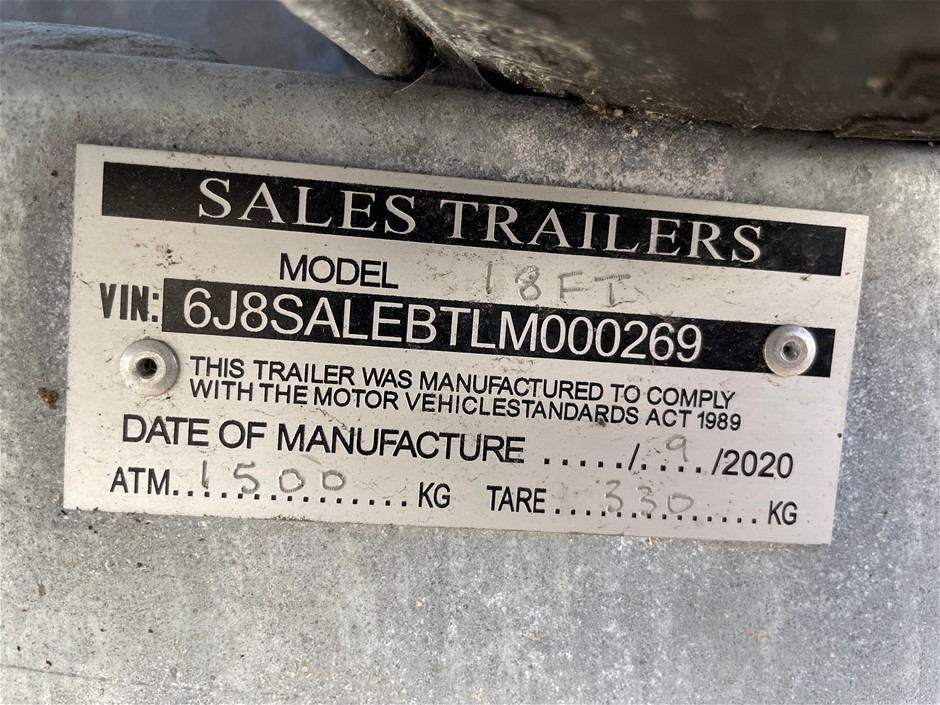 SALES TRAILERS
MODEL 18FT
VIN: 6J8SALEBTLM000269
THIS TRAILER WAS MANUFACTURED TO COMPLY
WITH THE MOTOR VEHICLESTANDARDS ACT 1989
DATE OF MANUFACTURE ...../..9../2020
ATM..1500..........KG TARE....330..........KG